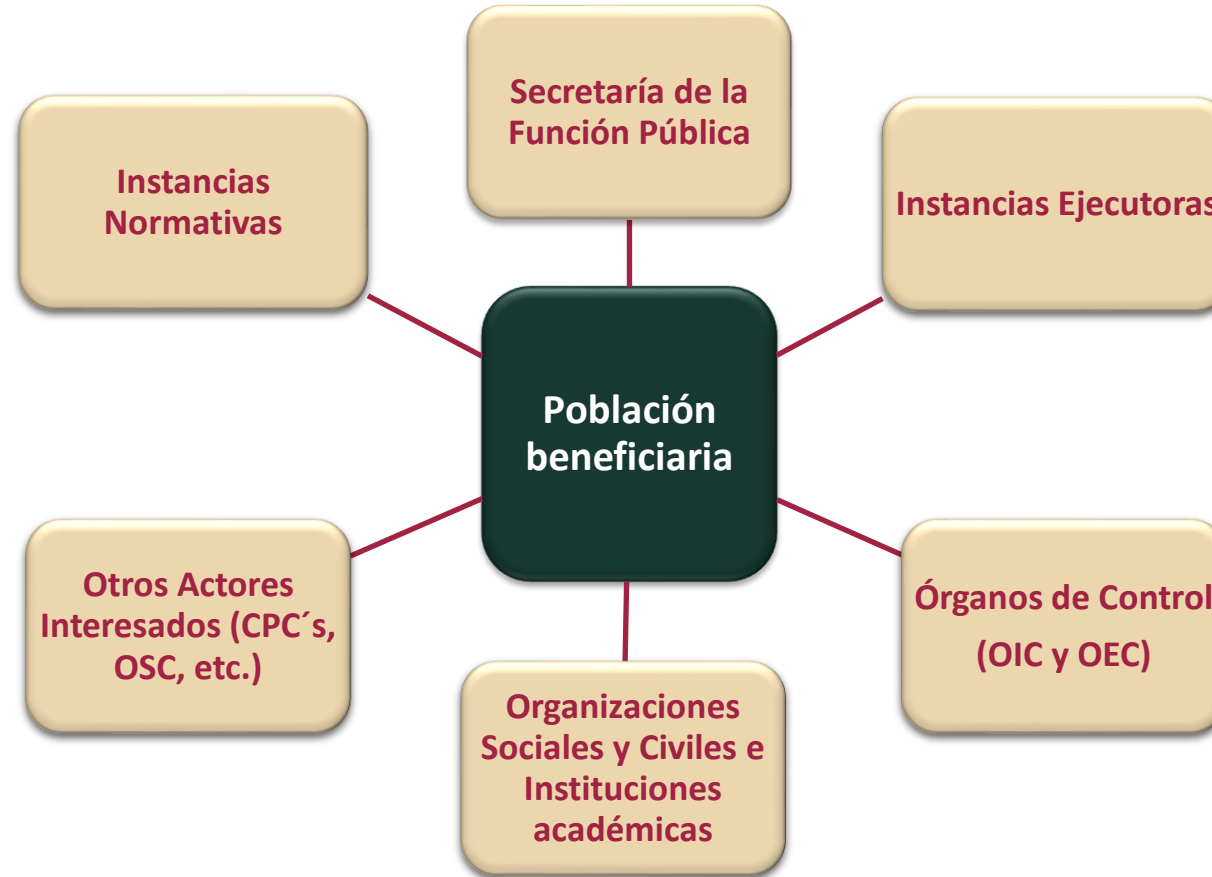 Secretaría de la
Función Pública
Instancias
Normativas
Instancias Ejecutoras
Población
beneficiaria
Otros Actores
Interesados (CPC´s,
OSC, etc.)
Órganos de Control
(OIC y OEC)
Organizaciones
Sociales y Civiles e
Instituciones
académicas